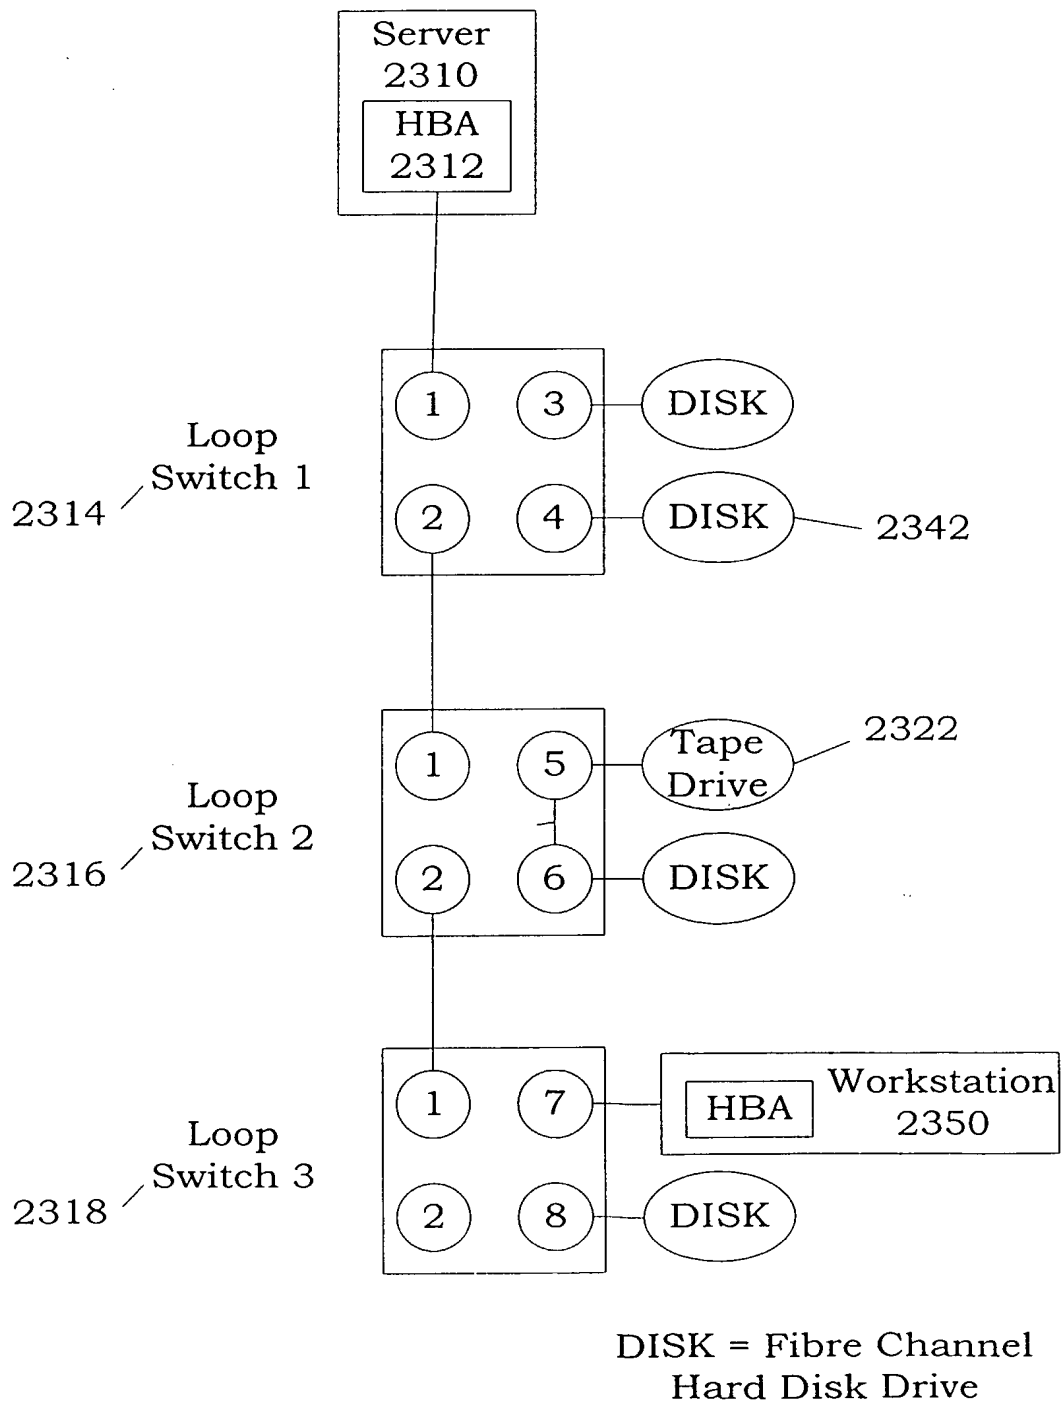 Server
2310
HBA
2312
1
3
DISK
Loop
Switch 1
2314
2
4
DISK
2342
1
5
Tape
Drive
2322
Loop
Switch 2
2316
2
6
DISK
1
7
HBA
Workstation
2350
Loop
Switch 3
2318
2
8
DISK
DISK = Fibre Channel
Hard Disk Drive